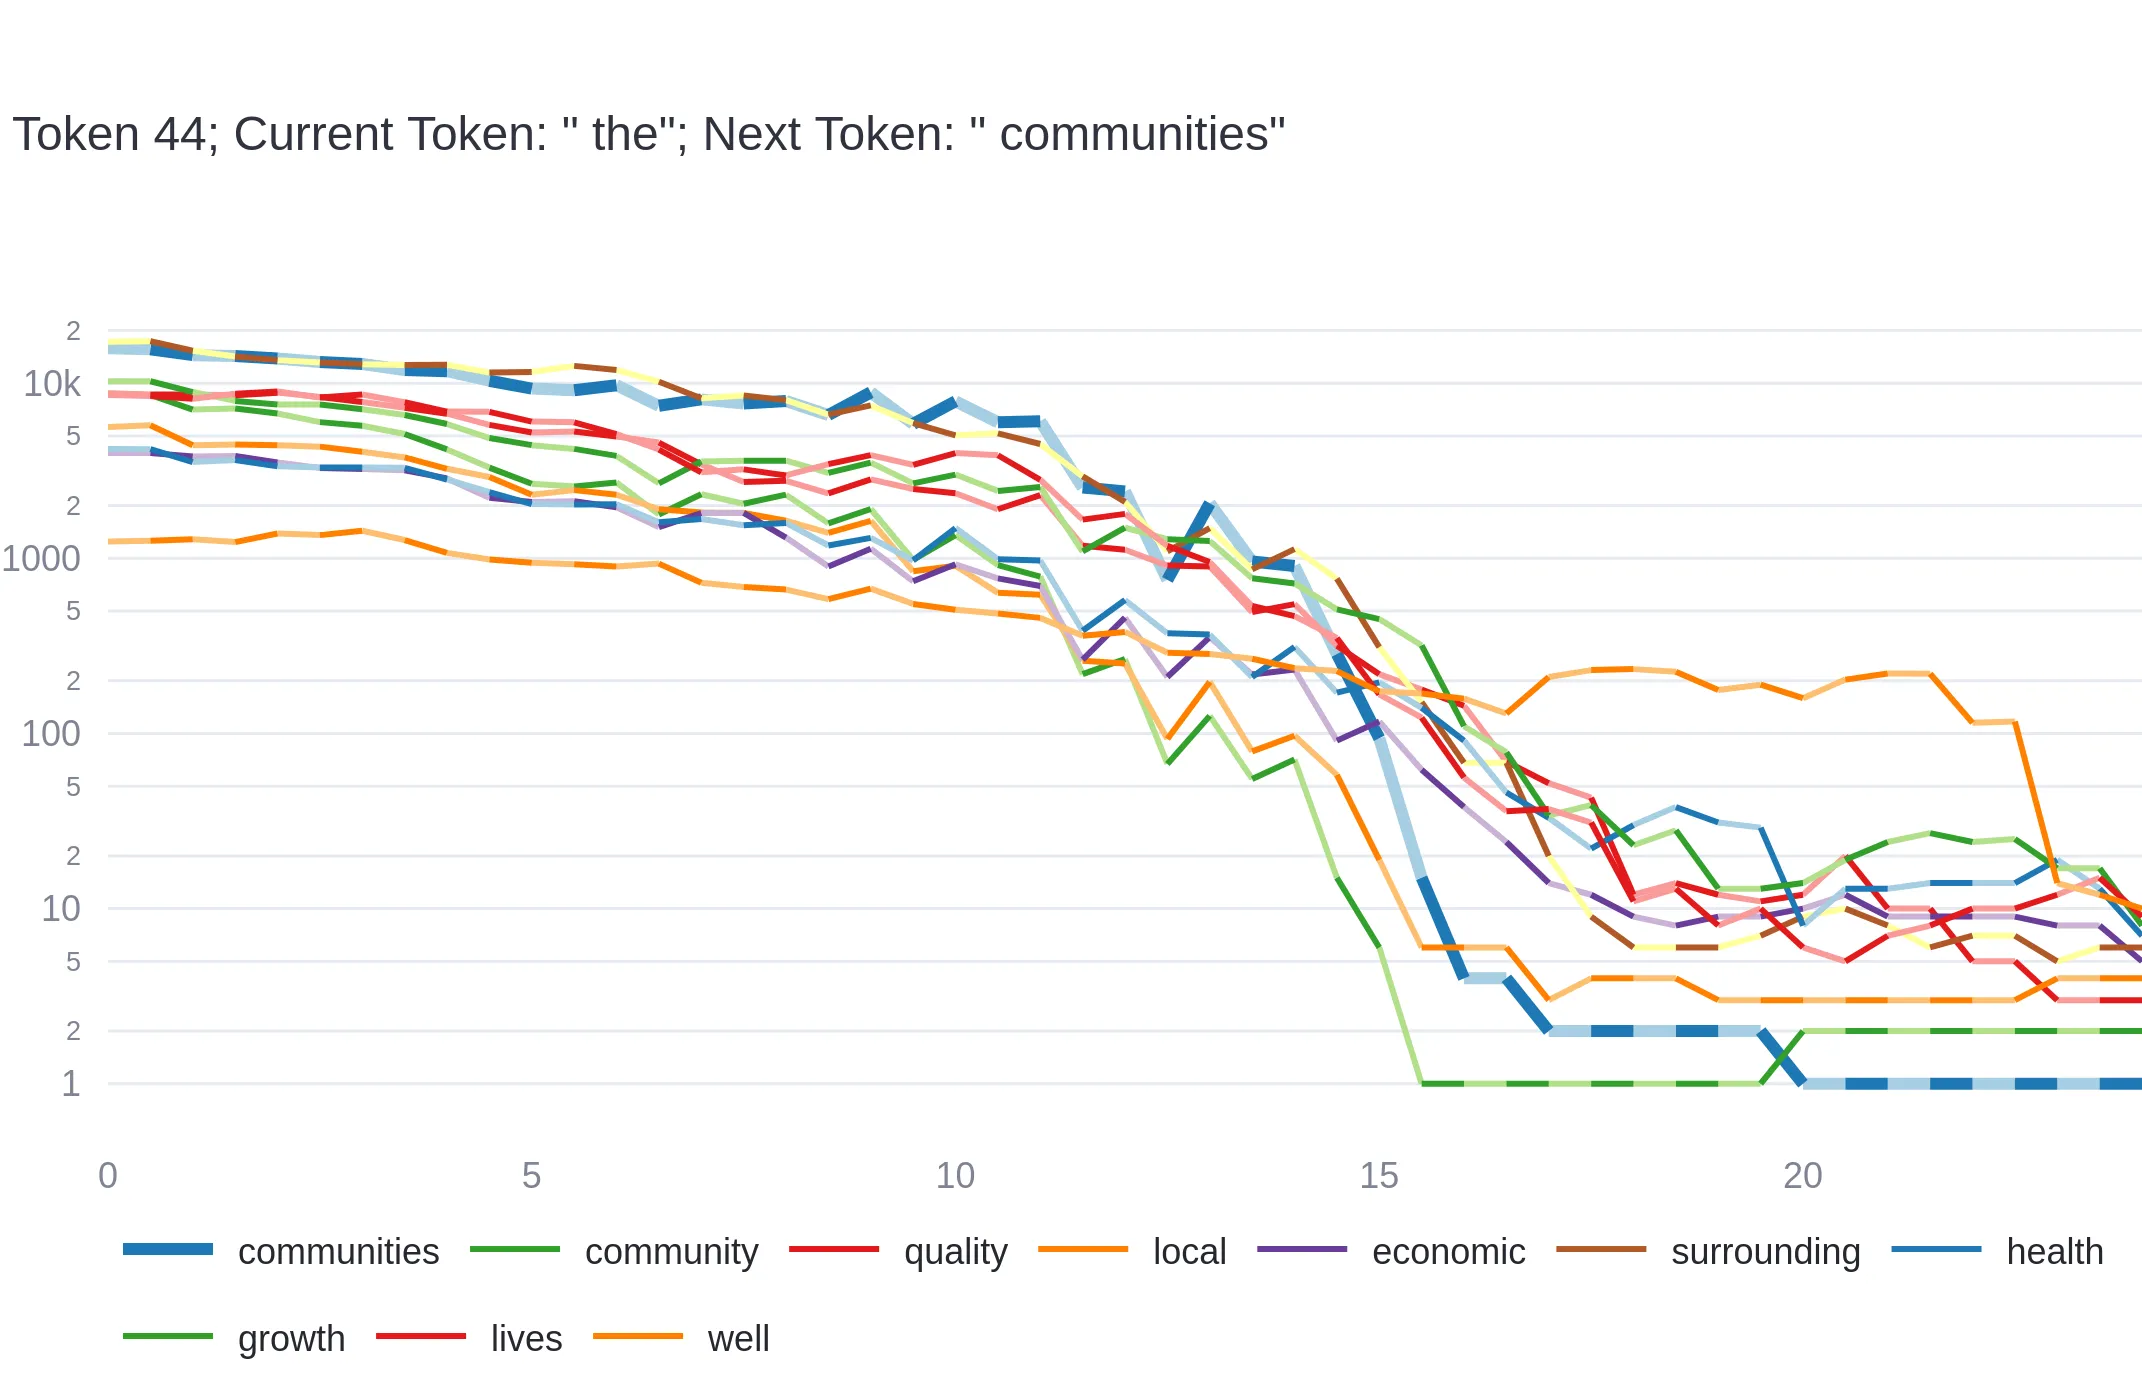 Token 44; Current Token: " the"; Next Token: " communities"
2
10k
5
2
1000
5
2
100
5
2
10
5
2
1
0 5 10 15 20
communities community quality local economic surrounding health
growth lives well